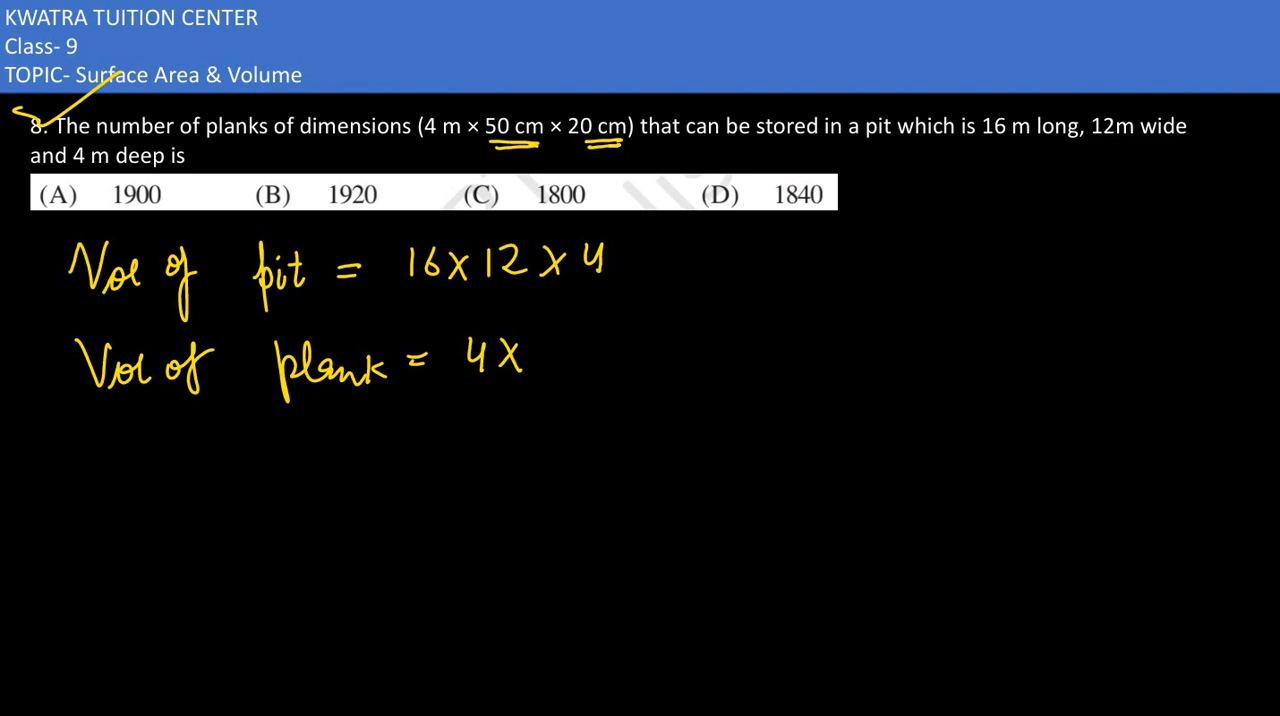 KWATRA TUITION CENTER
Class- 9
TOPIC- Surface Area & Volume
8. The number of planks of dimensions (4 m × 50 cm × 20 cm) that can be stored in a pit which is 16 m long, 12m wide
and 4 m deep is
(A) 1900 (B) 1920 (C) 1800 (D) 1840
Vol of pit = 16 × 12 × 4
Vol of plank = 4 ×